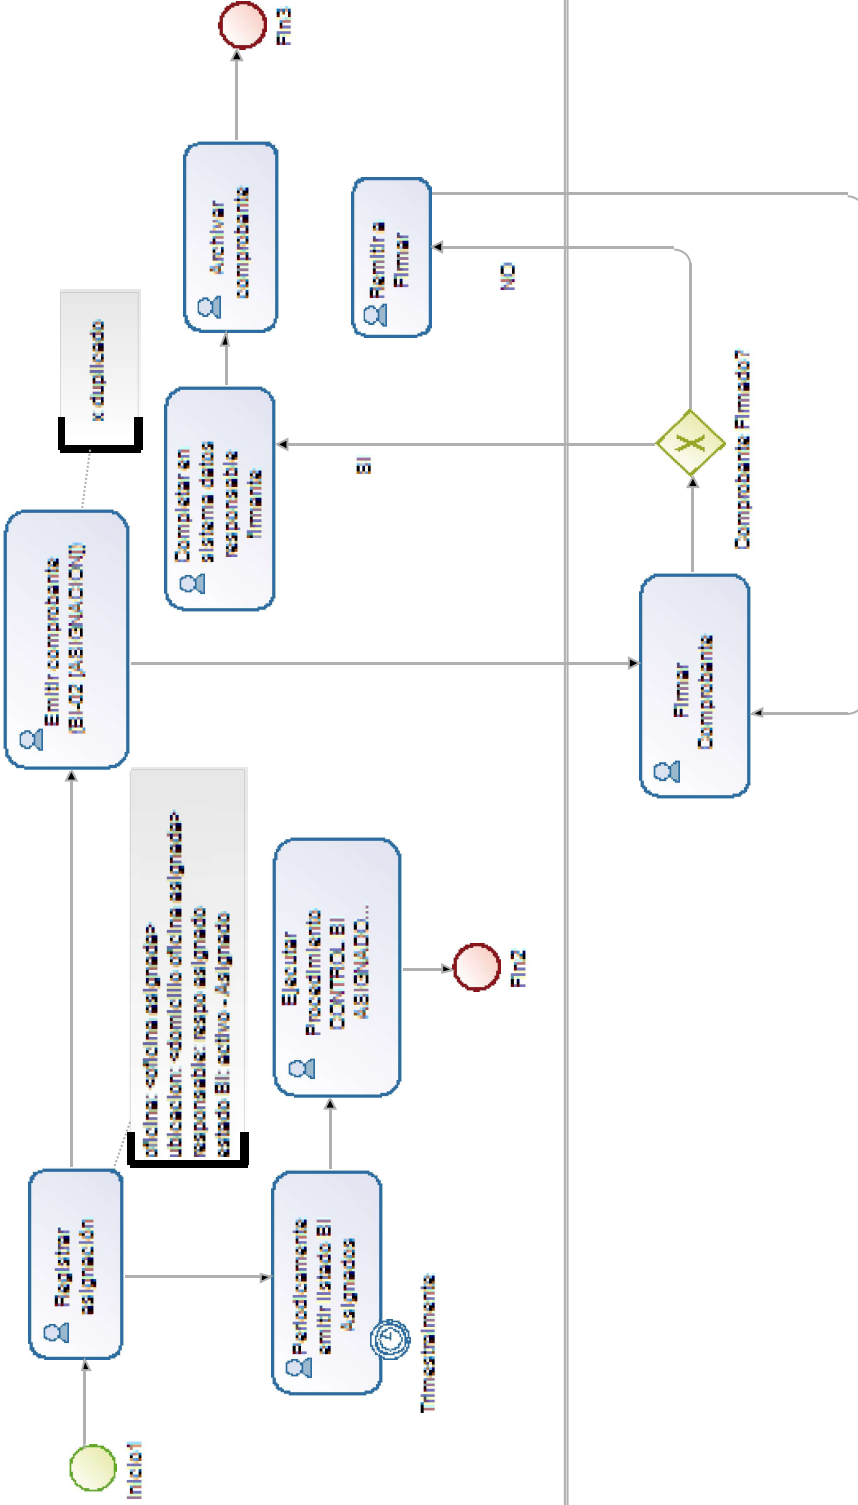 Inicio1
Registrar
asignación
oficina: <oficina asignada>
ubicacion: <domicilio oficina asignada>
responsable: respo asignado
estado BI: activo - Asignado
Emitir comprobante
(BI-02 [ASIGNACION])
x duplicado
Periodicamente
emitir listado BI
Asignados
Trimestralmente
Ejecutar
Procedimiento
CONTROL BI
ASIGNADO...
Fin2
Completar en
sistema datos
responsable
firmante
Archivar
comprobante
Fin3
Remitir a
Firmar
NO
SI
Firmar
Comprobante
Comprobante Firmado?